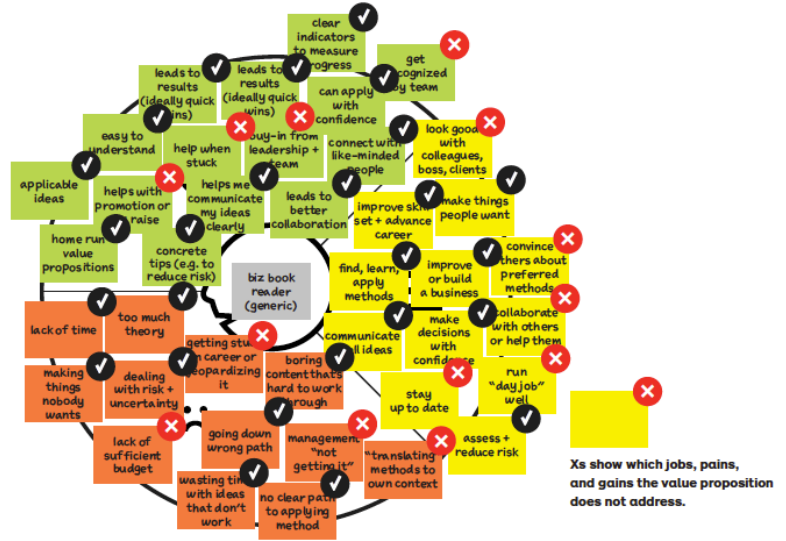 clear
indicators
to measure
rogress
get
cognized
by team
leads to
results
(ideally quick
ins)
leads to
results
(ideally quick
wins)
can apply
with
confidence
easy to
understand
help when
stuck
buy-in from
leadership +
team
connect with
like-minded
people
look good
with
colleagues,
boss, clients
applicable
ideas
helps with
promotion or
raise
helps me
communicate
my ideas
clearly
leads to
better
collaboration
improve skill
set + advance
career
make things
people want
home run
value
propositions
concrete
tips (e.g. to
reduce risk)
biz book
reader
(generic)
find, learn,
apply
methods
improve
or build
a business
convince
others about
preferred
methods
lack of time
too much
theory
getting stuck
in career or
jeopardizing
it
boring
content that's
hard to work
through
communicate
sell ideas
make
decisions
with
confidence
collaborate
with others
or help them
making
things
nobody
wants
dealing
with risk +
uncertainty
stay
up to date
run
“day job”
well
lack of
sufficient
budget
going down
wrong path
management
“not
getting it”
“translating
methods to
own context
assess +
reduce risk
wasting time
with ideas
that don't
work
no clear path
to applying
method
Xs show which jobs, pains,
and gains the value proposition
does not address.